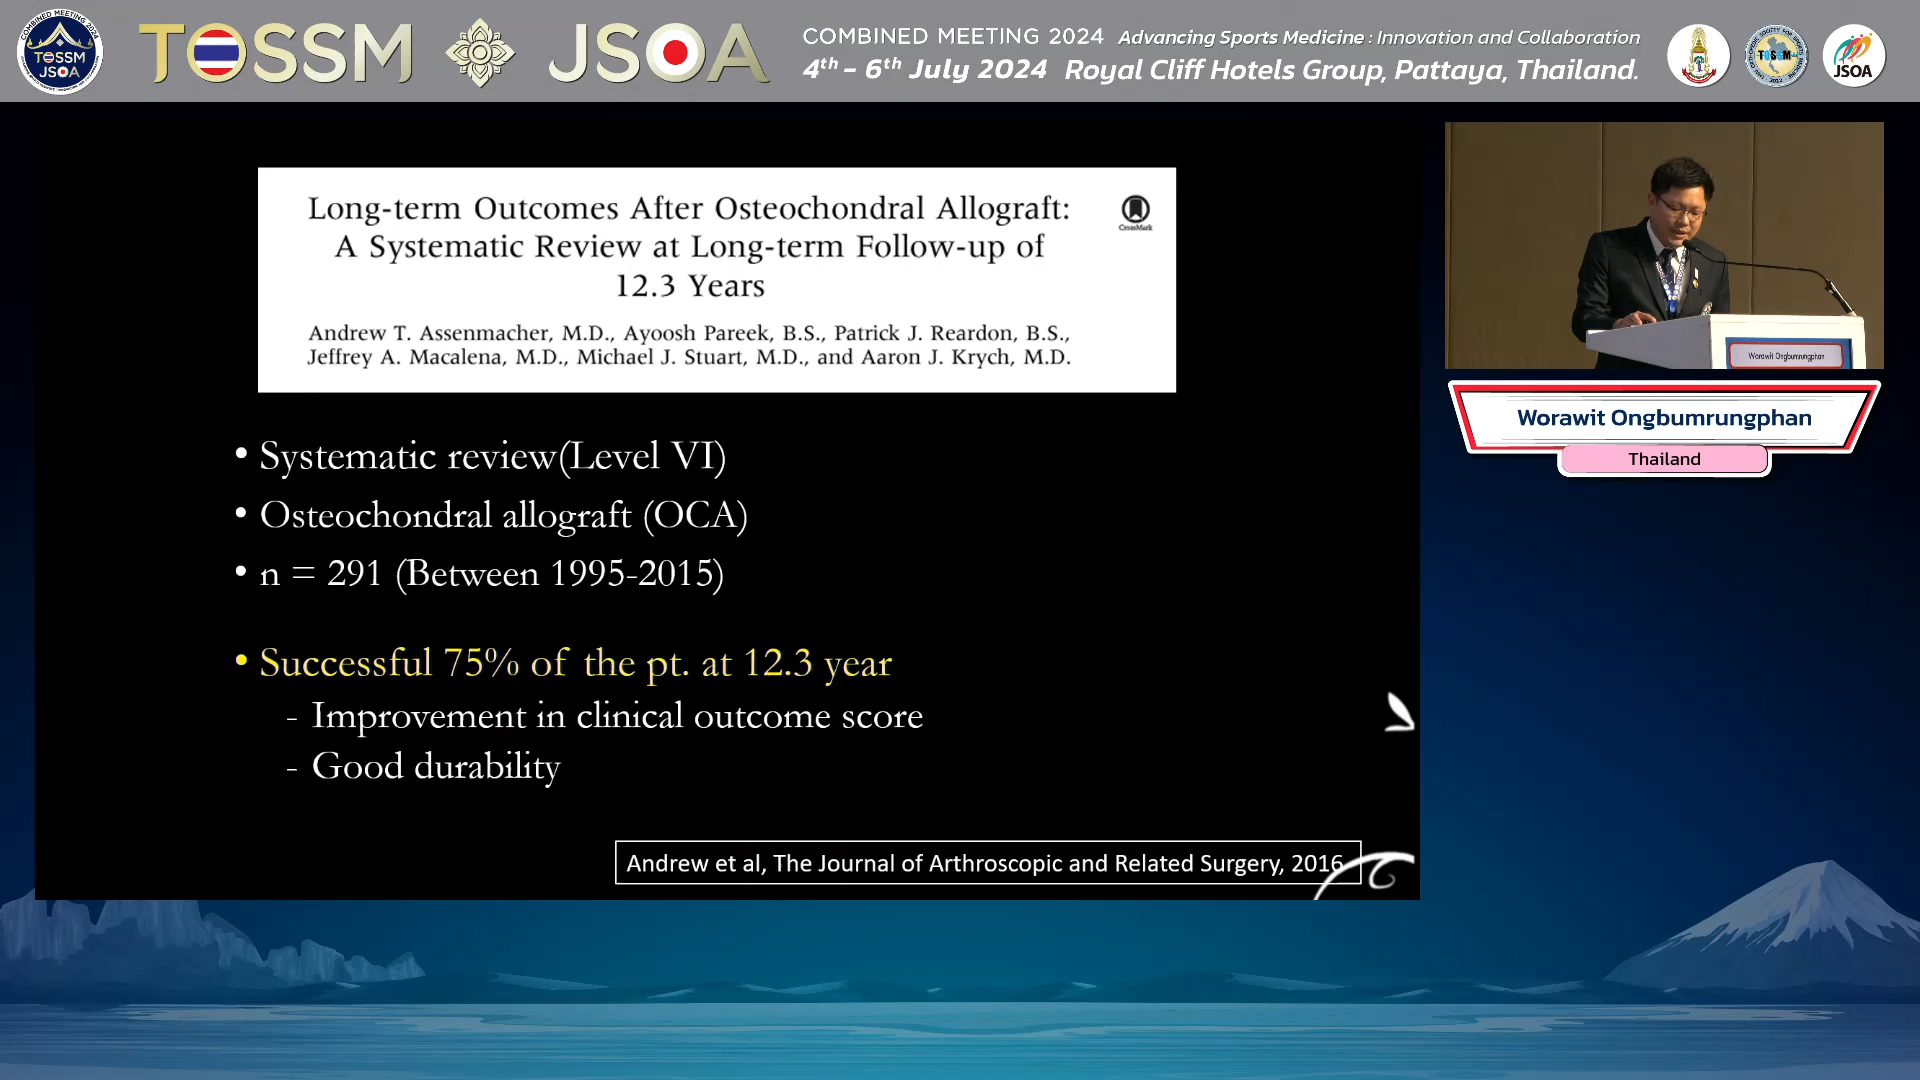 TOSSM
JSOA
TOSSM JSOA
COMBINED MEETING 2024 Advancing Sports Medicine : Innovation and Collaboration
4th - 6th July 2024 Royal Cliff Hotels Group, Pattaya, Thailand.
TOSSM
JSOA
Long-term Outcomes After Osteochondral Allograft:
A Systematic Review at Long-term Follow-up of
12.3 Years
CrossMark
Andrew T. Assenmacher, M.D., Ayoosh Pareek, B.S., Patrick J. Reardon, B.S.,
Jeffrey A. Macalena, M.D., Michael J. Stuart, M.D., and Aaron J. Krych, M.D.
• Systematic review(Level VI)
• Osteochondral allograft (OCA)
• n = 291 (Between 1995-2015)
• Successful 75% of the pt. at 12.3 year
- Improvement in clinical outcome score
- Good durability
Andrew et al, The Journal of Arthroscopic and Related Surgery, 2016
Worawit Ongbumrungphan
Worawit Ongbumrungphan
Thailand